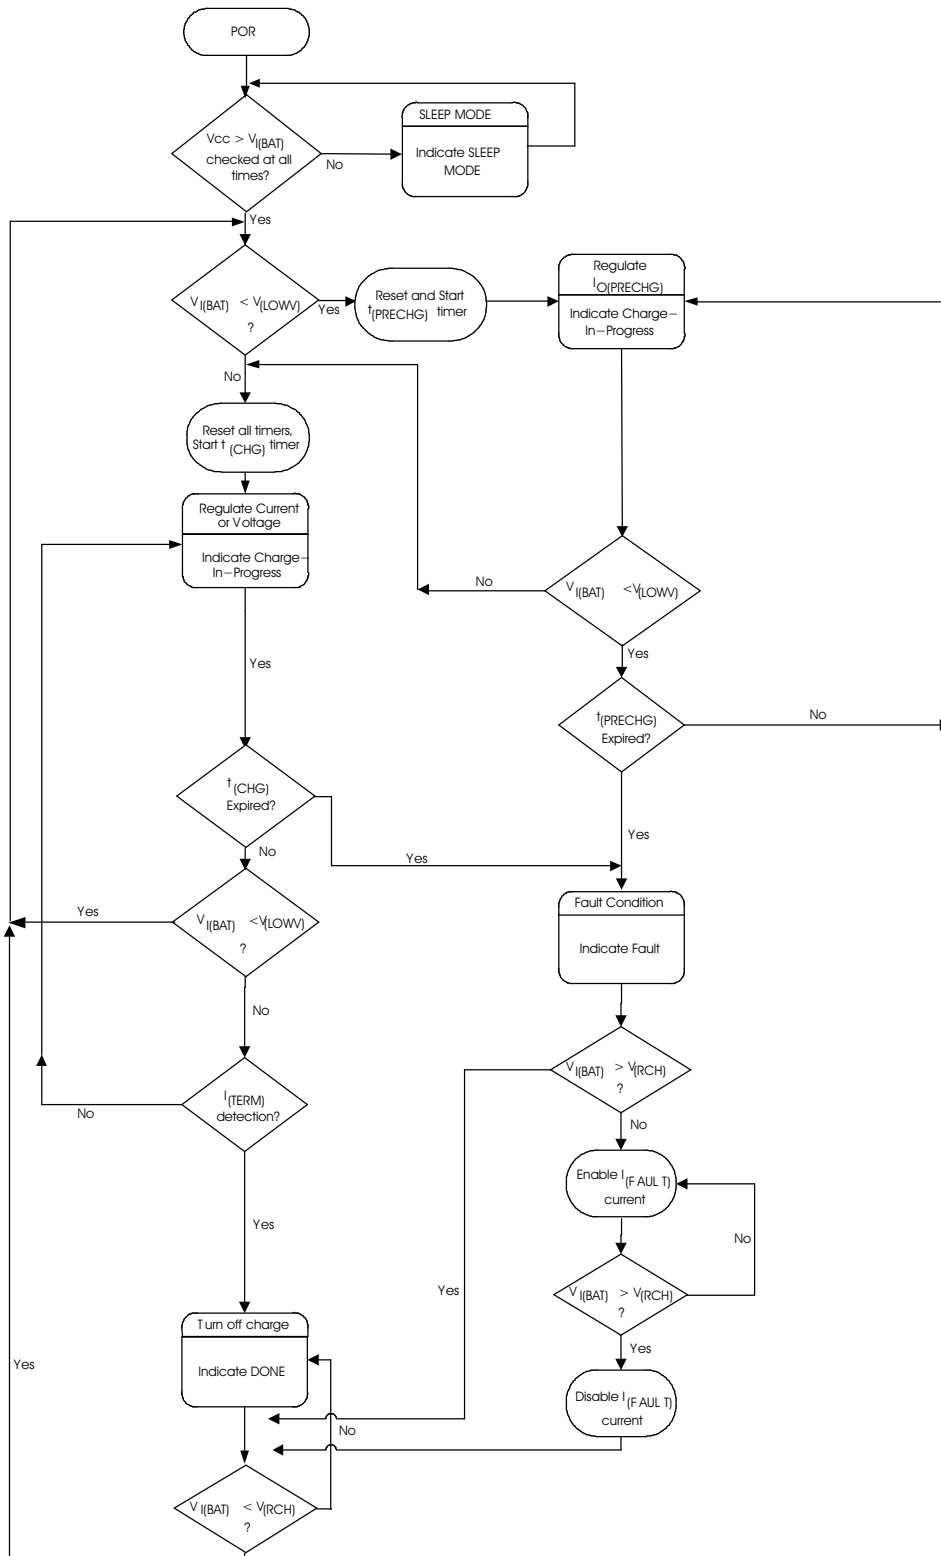 POR
Vcc > VI(BAT)
checked at all
times?
No
SLEEP MODE
Indicate SLEEP
MODE
Yes
VI(BAT) < V(LOWV)
?
Yes
Reset and Start
t(PRECHG) timer
Regulate
IO(PRECHG)
Indicate Charge–
In–Progress
No
Reset all timers,
Start t(CHG) timer
Regulate Current
or Voltage
Indicate Charge–
In–Progress
No
VI(BAT) <V(LOWV)
Yes
Yes
t(PRECHG)
Expired?
No
t(CHG)
Expired?
Yes
Yes
No
VI(BAT) <V(LOWV)
?
Yes
Fault Condition
Indicate Fault
No
VI(BAT) > V(RCH)
?
I(TERM)
detection?
No
No
Enable I(FAULT)
current
Yes
No
VI(BAT) > V(RCH)
?
Yes
Turn off charge
Indicate DONE
Yes
Yes
Disable I(FAULT)
current
No
VI(BAT) < V(RCH)
?